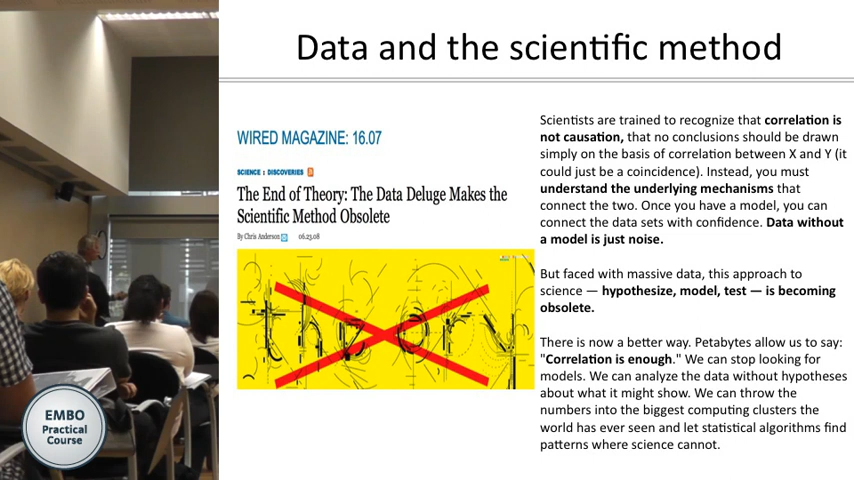 Data and the scientific method
WIRED MAGAZINE: 16.07
SCIENCE : DISCOVERIES
The End of Theory: The Data Deluge Makes the
Scientific Method Obsolete
By Chris Anderson 06.23.08
Scientists are trained to recognize that correlation is
not causation, that no conclusions should be drawn
simply on the basis of correlation between X and Y (it
could just be a coincidence). Instead, you must
understand the underlying mechanisms that
connect the two. Once you have a model, you can
connect the data sets with confidence. Data without
a model is just noise.
But faced with massive data, this approach to
science — hypothesize, model, test — is becoming
obsolete.
There is now a better way. Petabytes allow us to say:
"Correlation is enough." We can stop looking for
models. We can analyze the data without hypotheses
about what it might show. We can throw the
numbers into the biggest computing clusters the
world has ever seen and let statistical algorithms find
patterns where science cannot.
EMBO
Practical
Course